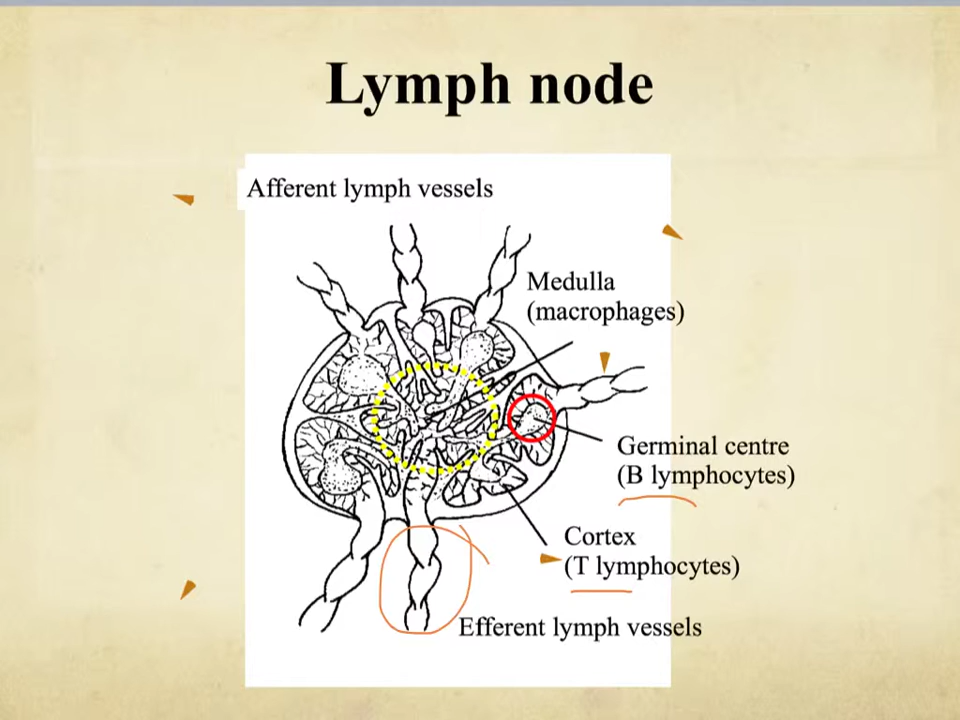 Lymph node
Afferent lymph vessels
Medulla
(macrophages)
Germinal centre
(B lymphocytes)
Cortex
(T lymphocytes)
Efferent lymph vessels